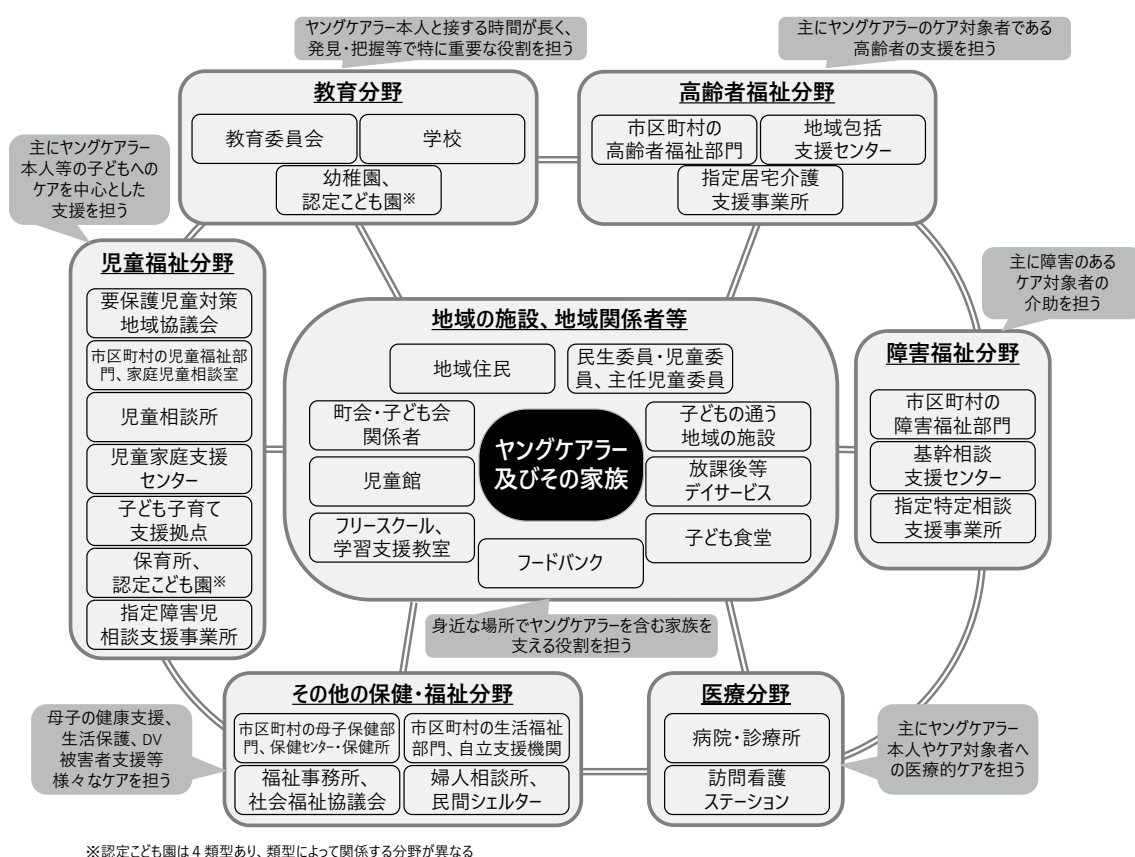 ヤングケアラー本人と接する時間が長く、
発見・把握等で特に重要な役割を担う
主にヤングケアラーのケア対象者である
高齢者の支援を担う
教育分野
教育委員会
学校
幼稚園、
認定こども園※
高齢者福祉分野
市区町村の
高齢者福祉部門
地域包括
支援センター
指定居宅介護
支援事業所
主にヤングケアラー
本人等の子どもへの
ケアを中心とした
支援を担う
児童福祉分野
要保護児童対策
地域協議会
市区町村の児童福祉部
門、家庭児童相談室
児童相談所
児童家庭支援
センター
子ども子育て
支援拠点
保育所、
認定こども園※
指定障害児
相談支援事業所
地域の施設、地域関係者等
地域住民
民生委員・児童委
員、主任児童委員
町会・子ども会
関係者
児童館
フリースクール、
学習支援教室
ヤングケアラー
及びその家族
子どもの通う
地域の施設
放課後等
デイサービス
子ども食堂
フードバンク
身近な場所でヤングケアラーを含む家族を
支える役割を担う
主に障害のある
ケア対象者の
介助を担う
障害福祉分野
市区町村の
障害福祉部門
基幹相談
支援センター
指定特定相談
支援事業所
母子の健康支援、
生活保護、DV
被害者支援等
様々なケアを担う
その他の保健・福祉分野
市区町村の母子保健部
門、保健センター・保健所
市区町村の生活福祉
部門、自立支援機関
福祉事務所、
社会福祉協議会
婦人相談所、
民間シェルター
医療分野
病院・診療所
訪問看護
ステーション
主にヤングケアラー
本人やケア対象者へ
の医療的ケアを担う
※認定こども園は4類型あり、類型によって関係する分野が異なる